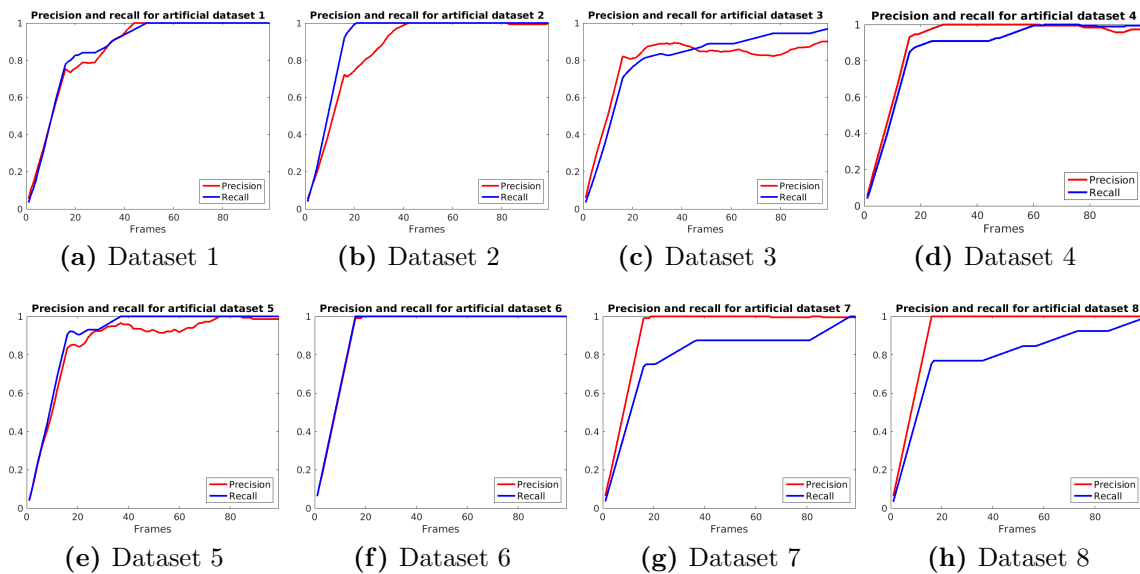 Precision and recall for artificial dataset 1
1
0.8
0.6
0.4
0.2
0
0 20 40 60 80
Frames
Precision
Recall
(a) Dataset 1
Precision and recall for artificial dataset 2
1
0.8
0.6
0.4
0.2
0
0 20 40 60 80
Frames
Precision
Recall
(b) Dataset 2
Precision and recall for artificial dataset 3
1
0.8
0.6
0.4
0.2
0
0 20 40 60 80
Frames
Precision
Recall
(c) Dataset 3
Precision and recall for artificial dataset 4
1
0.8
0.6
0.4
0.2
0
0 20 40 60 80
Frames
Precision
Recall
(d) Dataset 4
Precision and recall for artificial dataset 5
1
0.8
0.6
0.4
0.2
0
0 20 40 60 80
Frames
Precision
Recall
(e) Dataset 5
Precision and recall for artificial dataset 6
1
0.8
0.6
0.4
0.2
0
0 20 40 60 80
Frames
Precision
Recall
(f) Dataset 6
Precision and recall for artificial dataset 7
1
0.8
0.6
0.4
0.2
0
0 20 40 60 80
Frames
Precision
Recall
(g) Dataset 7
Precision and recall for artificial dataset 8
1
0.8
0.6
0.4
0.2
0
0 20 40 60 80
Frames
Precision
Recall
(h) Dataset 8